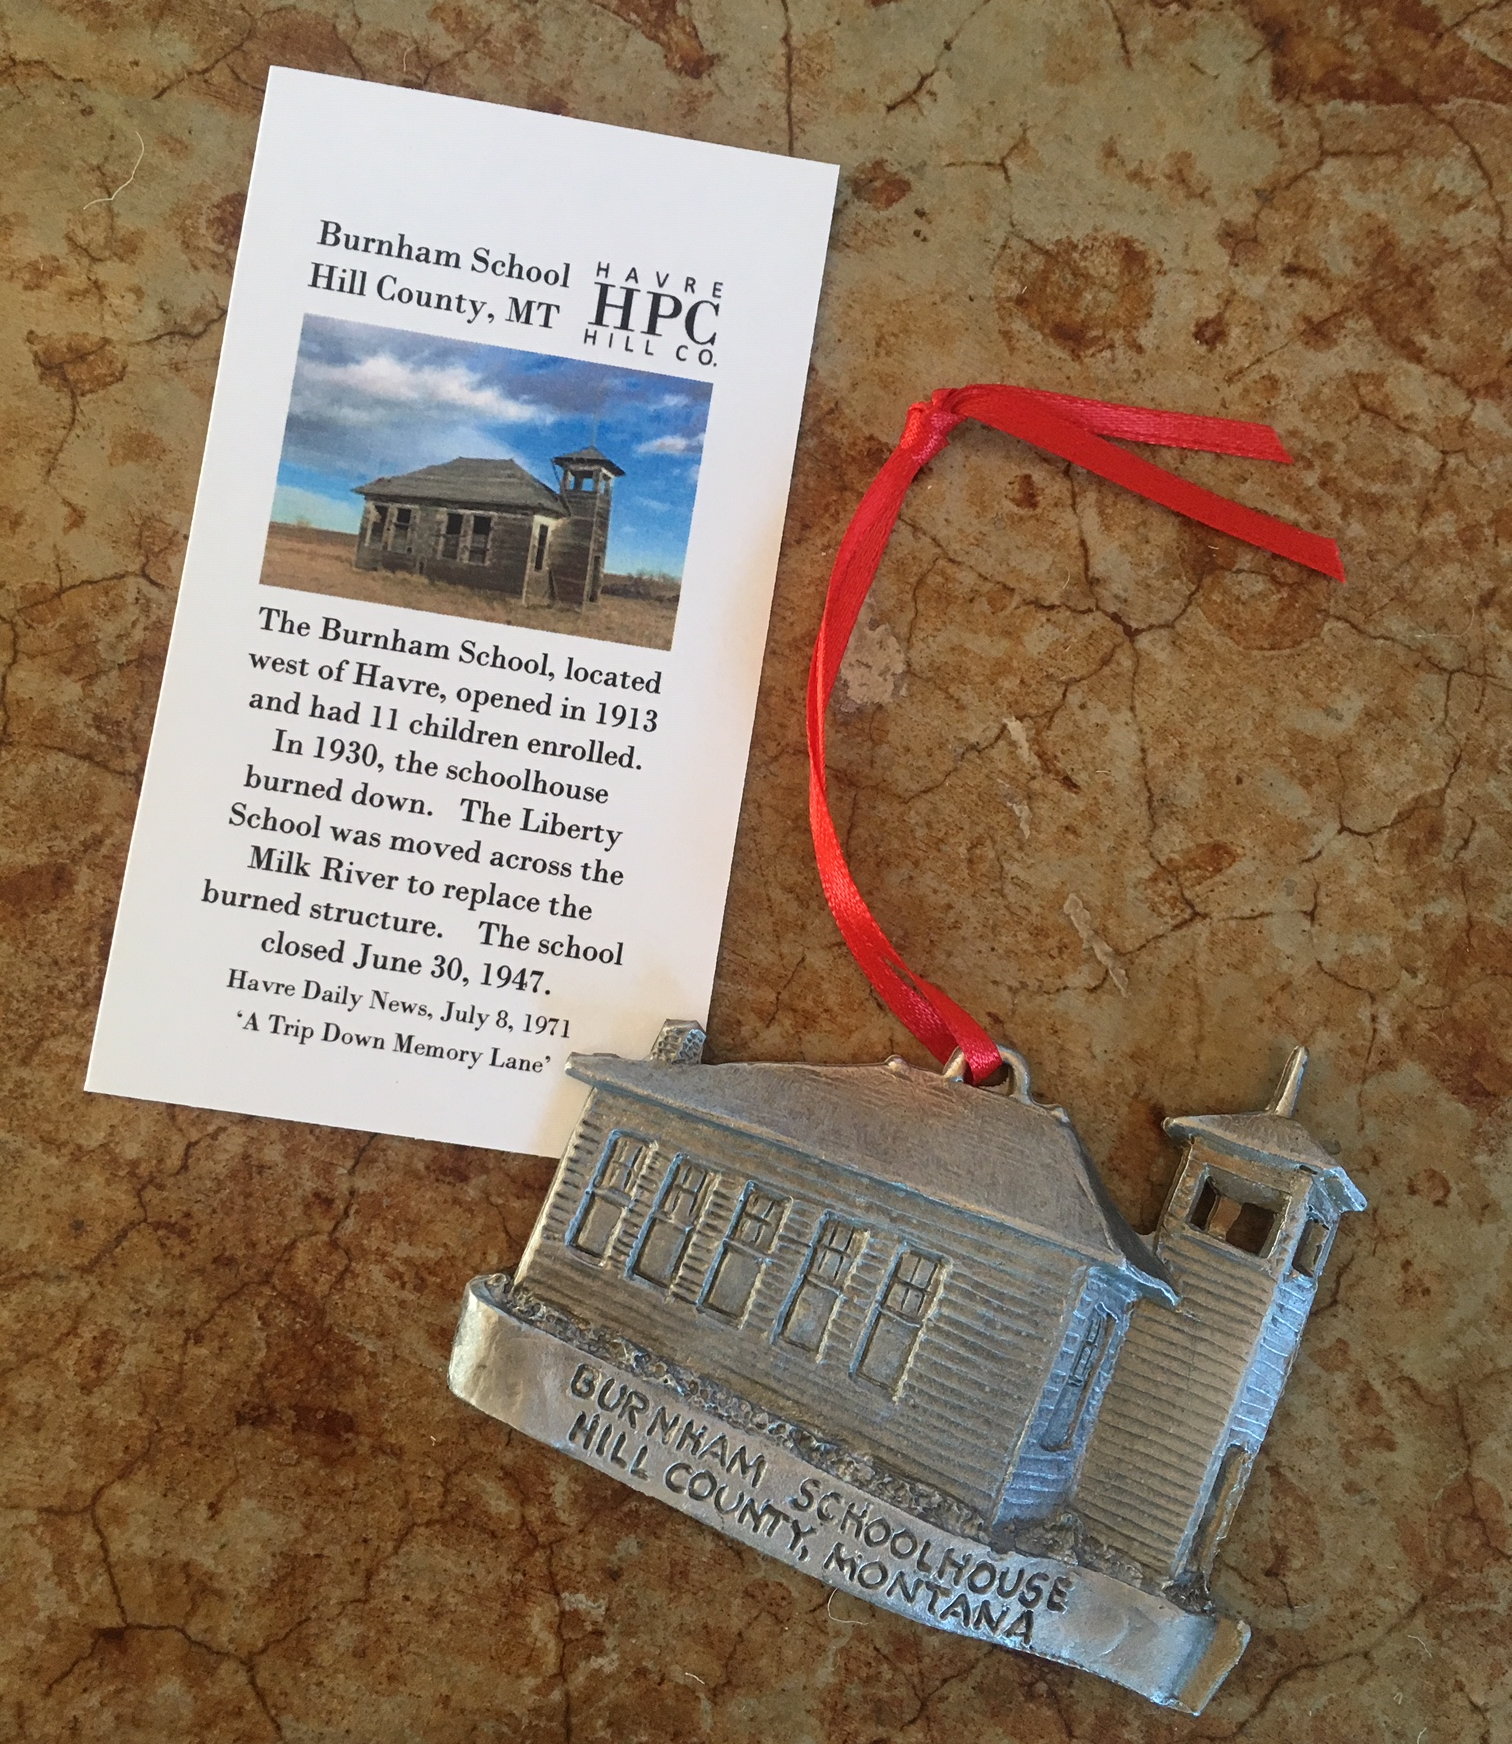 Burnham School
Hill County, MT
HAVRE
HPC
HILL CO.
The Burnham School, located
west of Havre, opened in 1913
and had 11 children enrolled.
In 1930, the schoolhouse
burned down. The Liberty
School was moved across the
Milk River to replace the
burned structure. The school
closed June 30, 1947.
Havre Daily News, July 8, 1971
‘A Trip Down Memory Lane’
BURNHAM SCHOOLHOUSE
HILL COUNTY, MONTANA